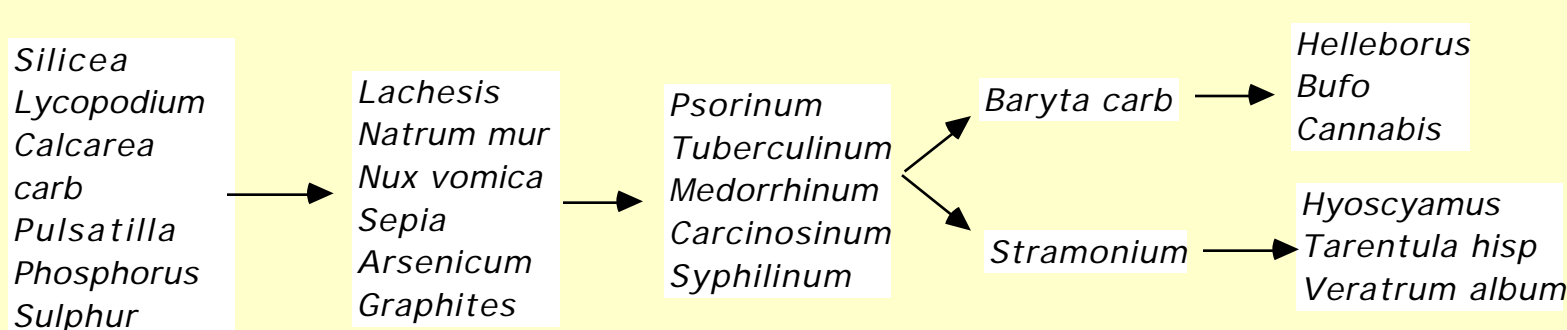 Silicea
Lycopodium
Calcarea
carb
Pulsatilla
Phosphorus
Sulphur
Lachesis
Natrum mur
Nux vomica
Sepia
Arsenicum
Graphites
Psorinum
Tuberculinum
Medorrhinum
Carcinosinum
Syphilinum
Baryta carb
Stramonium
Helleborus
Bufo
Cannabis
Hyoscyamus
Tarentula hisp
Veratrum album